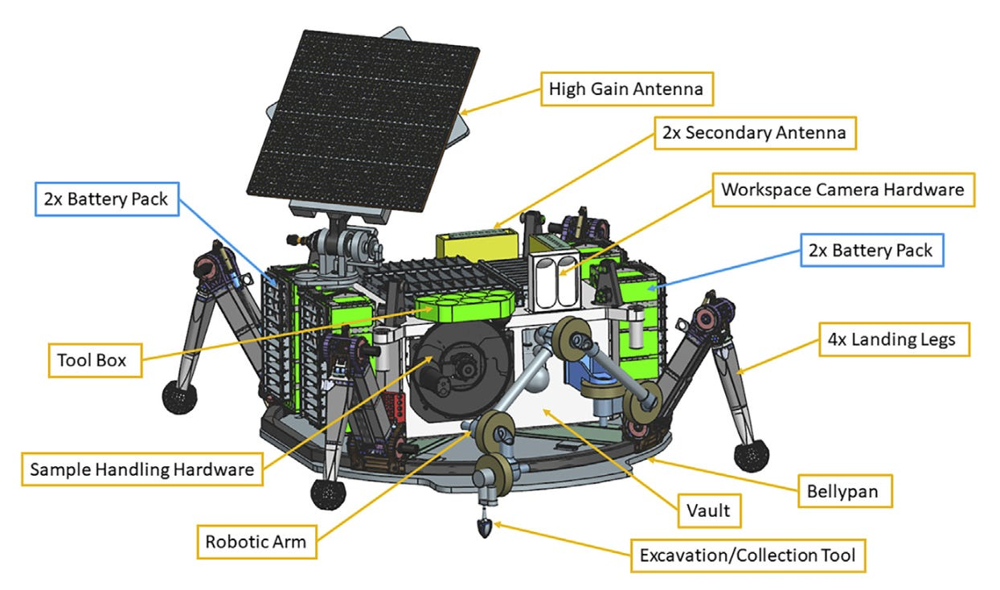 High Gain Antenna
2x Secondary Antenna
Workspace Camera Hardware
2x Battery Pack
2x Battery Pack
4x Landing Legs
Tool Box
Sample Handling Hardware
Bellypan
Vault
Robotic Arm
Excavation/Collection Tool